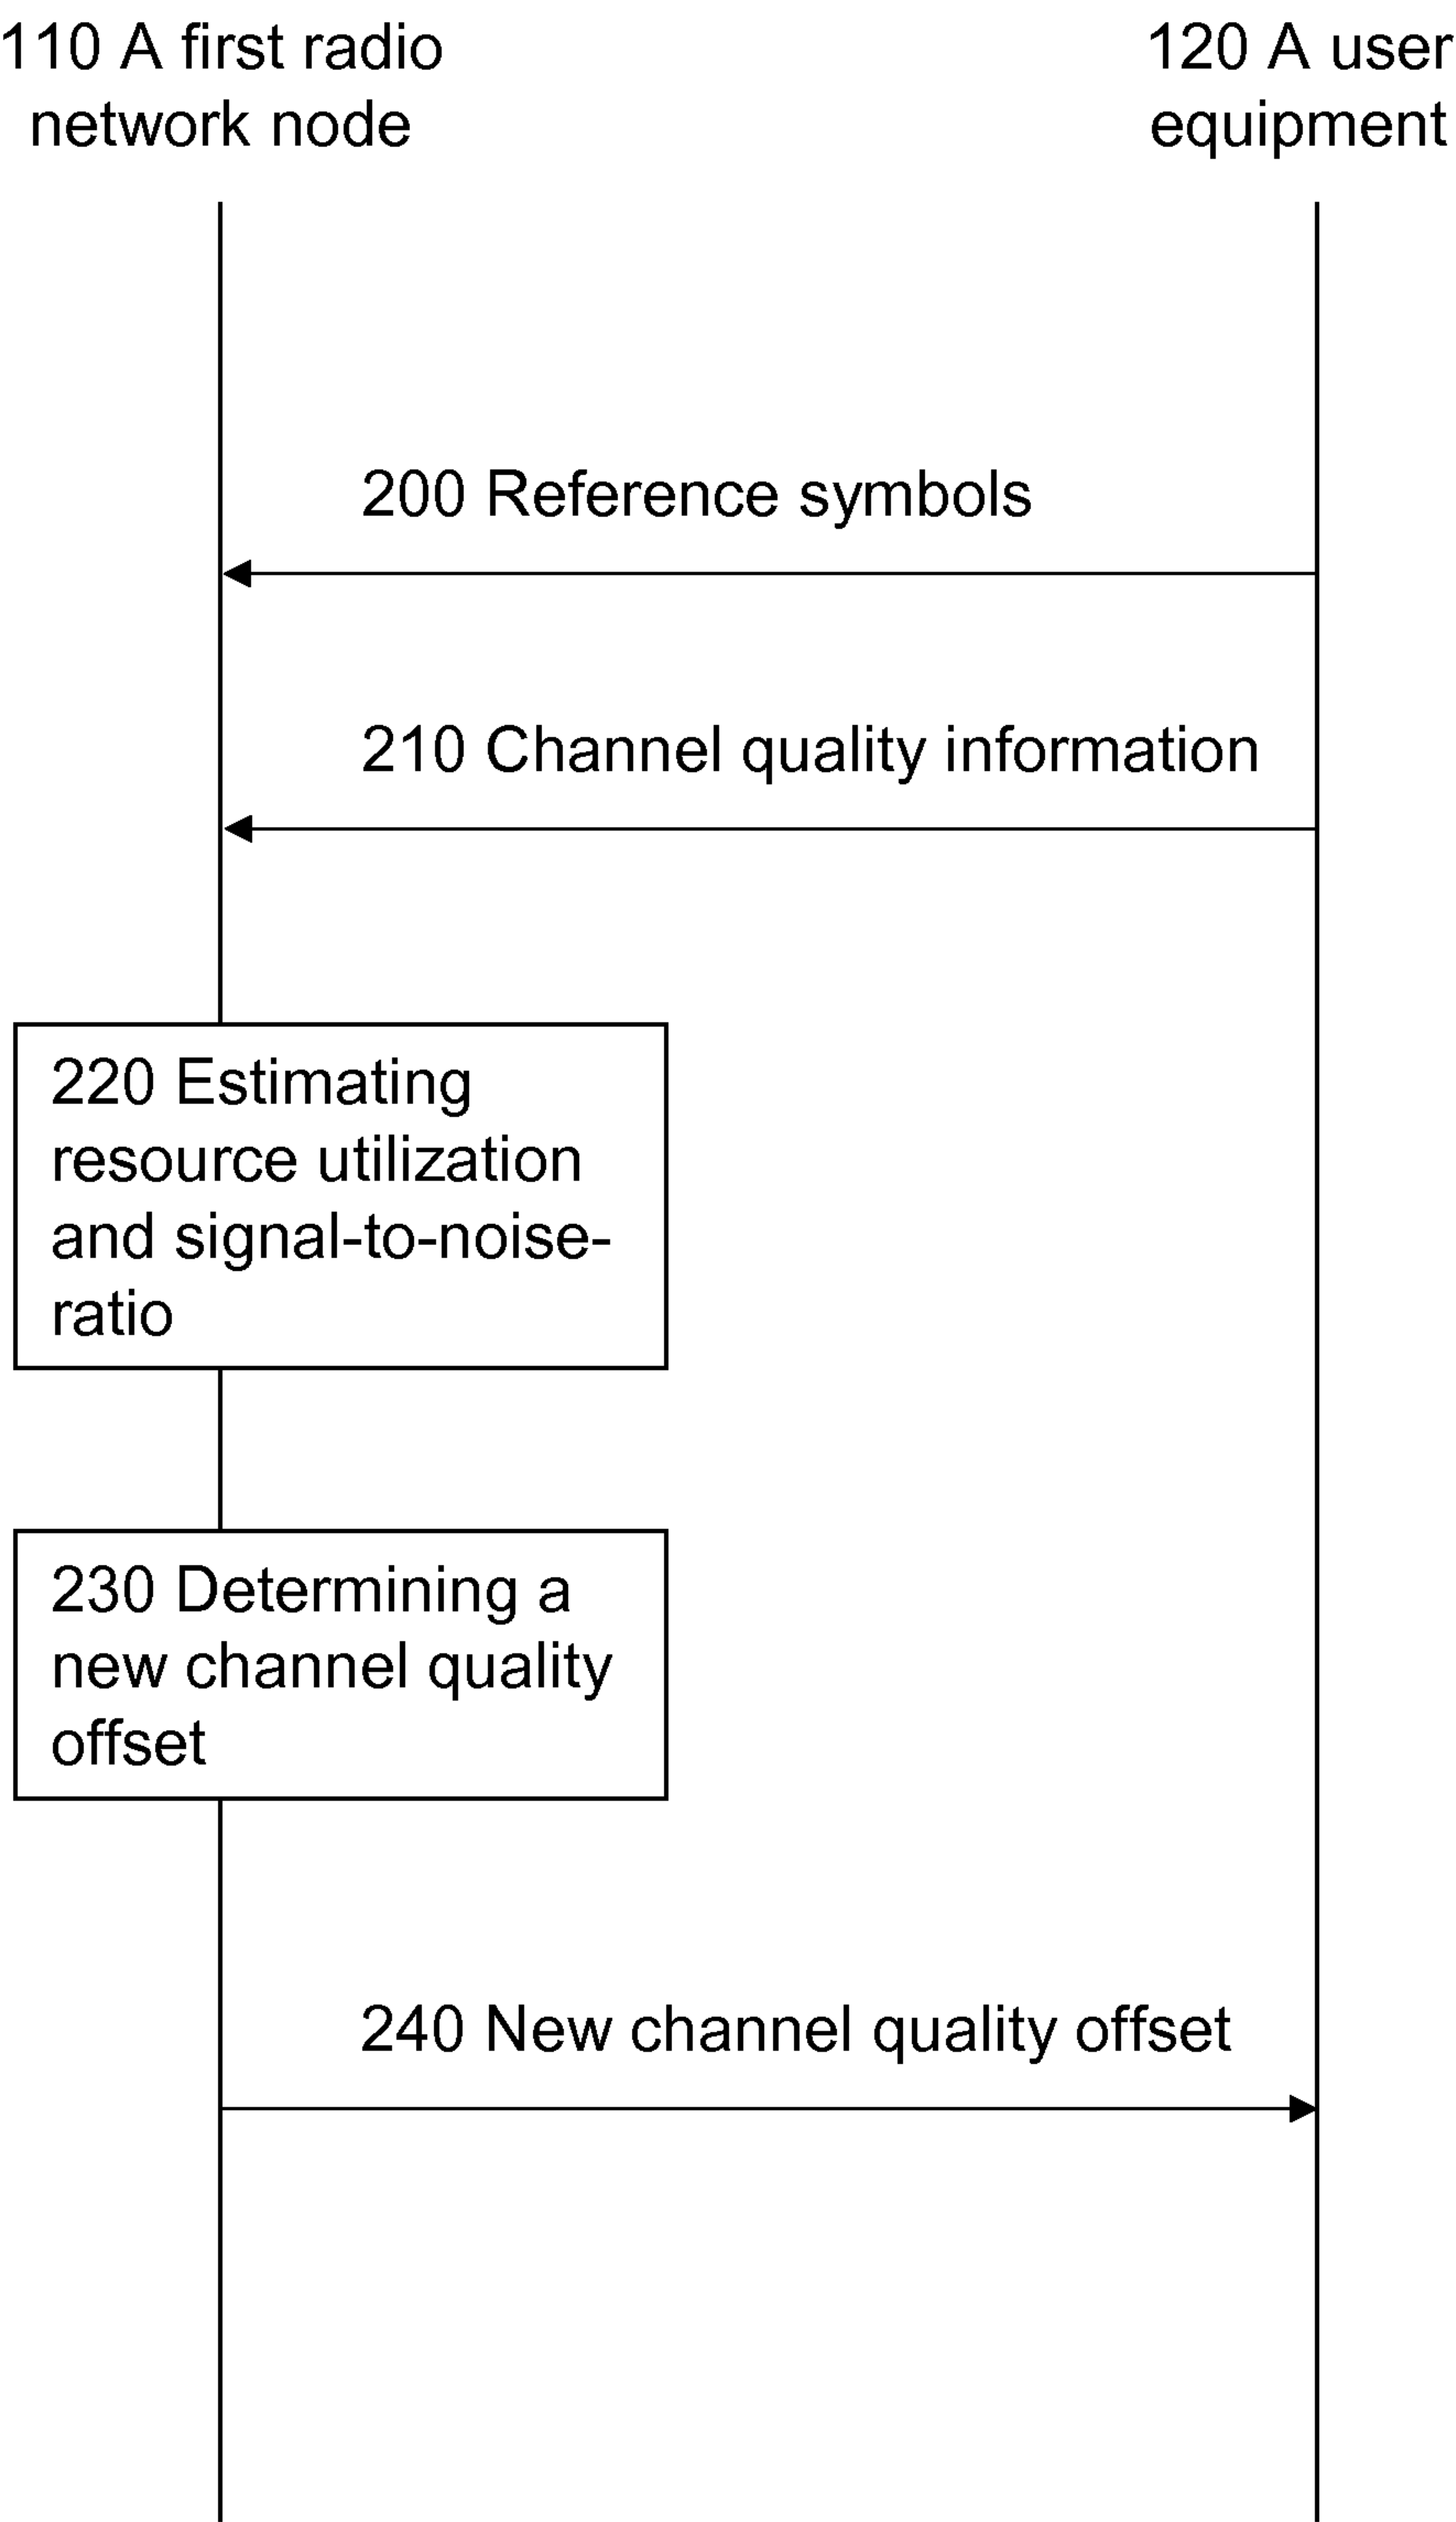 110 A first radio
network node
120 A user
equipment
200 Reference symbols
210 Channel quality information
220 Estimating
resource utilization
and signal-to-noise-
ratio
230 Determining a
new channel quality
offset
240 New channel quality offset